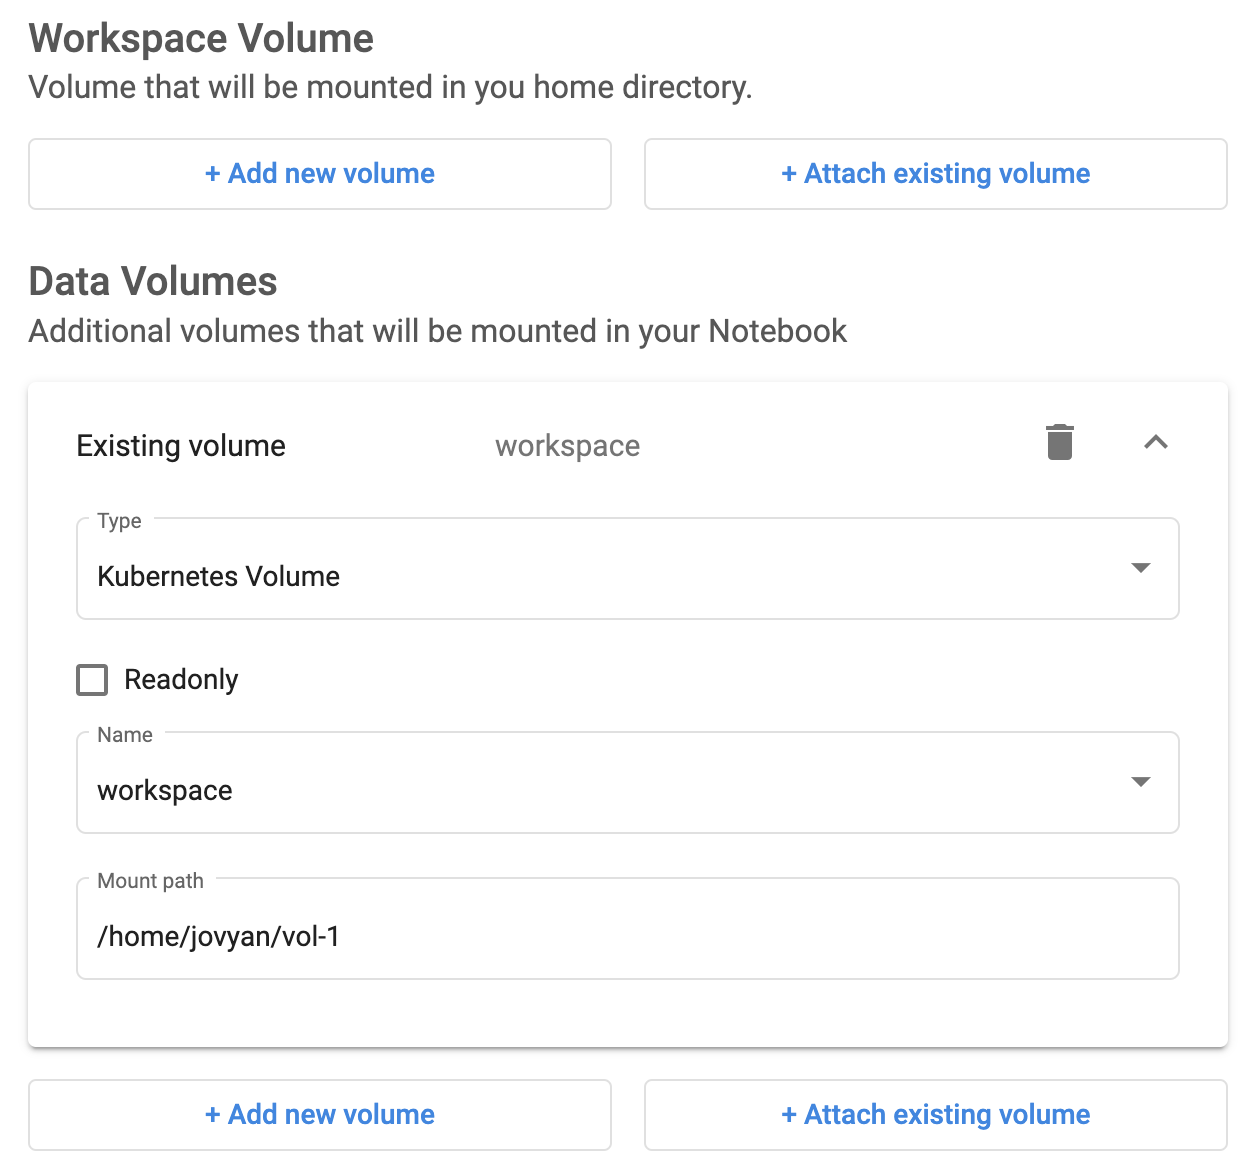 Workspace Volume
Volume that will be mounted in you home directory.
+ Add new volume
+ Attach existing volume
Data Volumes
Additional volumes that will be mounted in your Notebook
Existing volume
workspace
Type
Kubernetes Volume
Readonly
Name
workspace
Mount path
/home/jovyan/vol-1
+ Add new volume
+ Attach existing volume